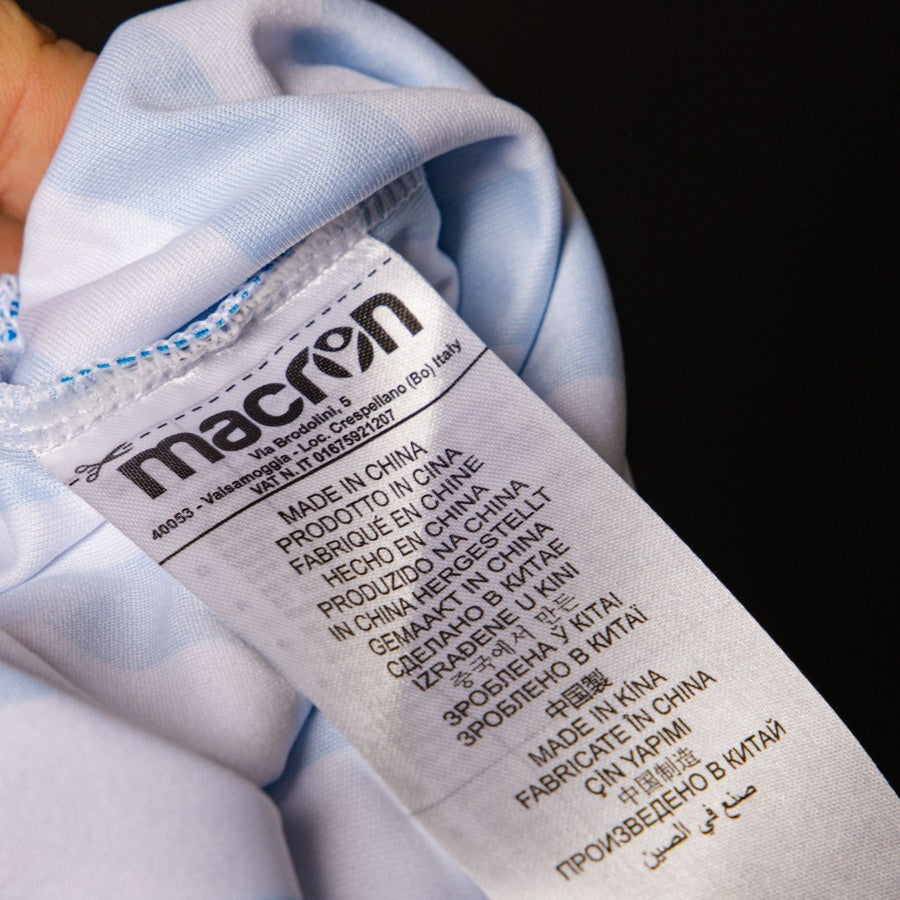 macron
Via Brodolini, 5
40053 - Valsamoggia - Loc. Crespellano (Bo) Italy
VAT N. IT 01675921207
MADE IN CHINA
PRODOTTO IN CINA
FABRIQUÉ EN CHINE
HECHO EN CHINA
PRODUZIDO NA CHINA
IN CHINA HERGESTELLT
GEMAAKT IN CHINA
СДЕЛАНО В КИТАЕ
IZRAĐENE U KINI
중국에서 만든
ЗРОБЛЕНА Ў КІТАІ
ЗРОБЛЕНО В КИТАЇ
中国製
MADE IN KÍNA
FABRICATE ÎN CHINA
ÇİN YAPIMI
中国制造
ПРОИЗВЕДЕНО В КИТАЙ
صنع في الصين